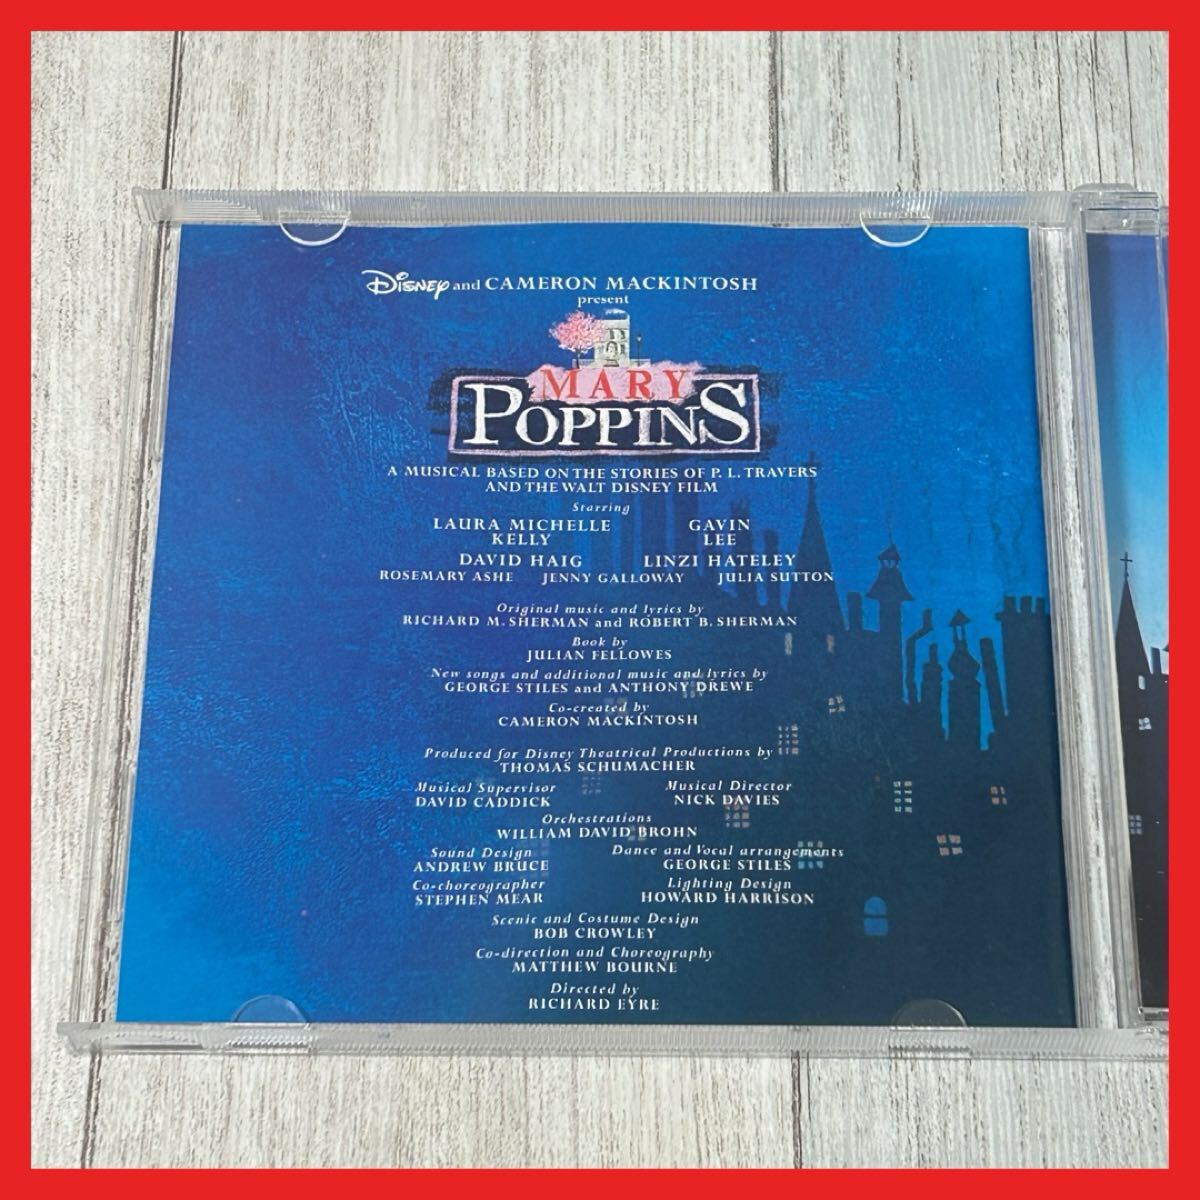 Disney and CAMERON MACKINTOSH
present
MARY
POPPINS
A MUSICAL BASED ON THE STORIES OF P. L. TRAVERS
AND THE WALT DISNEY FILM
Starring
LAURA MICHELLE KELLY
GAVIN LEE
DAVID HAIG LINZI HATELEY
ROSEMARY ASHE JENNY GALLOWAY JULIA SUTTON
Original music and lyrics by
RICHARD M. SHERMAN and ROBERT B. SHERMAN
Book by
JULIAN FELLOWES
New songs and additional music and lyrics by
GEORGE STILES and ANTHONY DREWE
Co-created by
CAMERON MACKINTOSH
Produced for Disney Theatrical Productions by
THOMAS SCHUMACHER
Musical Supervisor
DAVID CADDICK
Musical Director
NICK DAVIES
Orchestrations
WILLIAM DAVID BROHN
Sound Design
ANDREW BRUCE
Dance and Vocal arrangements
GEORGE STILES
Co-choreographer
STEPHEN MEAR
Lighting Design
HOWARD HARRISON
Scenic and Costume Design
BOB CROWLEY
Co-direction and Choreography
MATTHEW BOURNE
Directed by
RICHARD EYRE